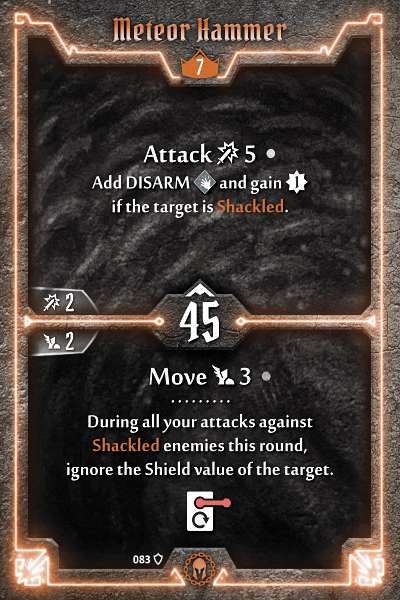 Meteor Hammer
7
Attack 5
Add DISARM and gain 1
if the target is Shackled.
2
45
2
Move 3
During all your attacks against
Shackled enemies this round,
ignore the Shield value of the target.
083